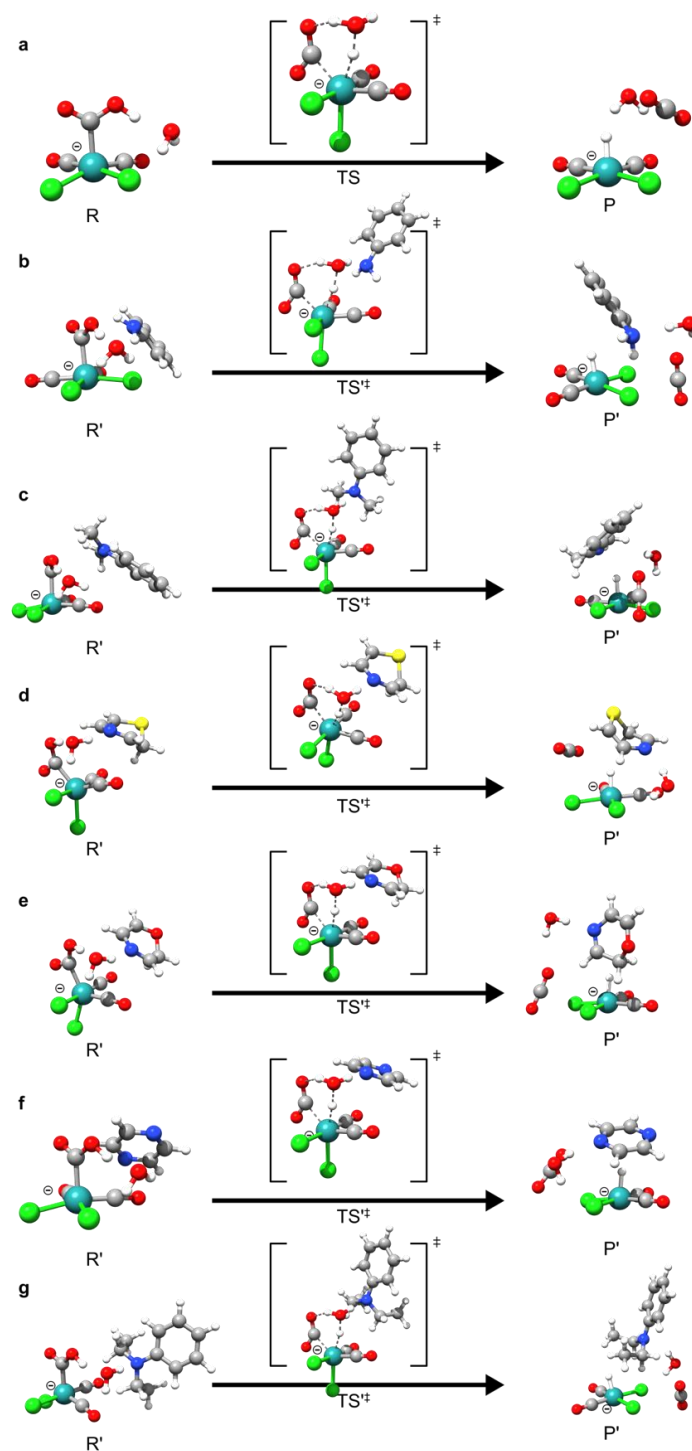 a
‡
⊖
⊖
⊖
TS
R
P
b
‡
⊖
⊖
⊖
TS'‡
R'
P'
c
‡
⊖
⊖
⊖
TS'‡
R'
P'
d
‡
⊖
⊖
⊖
TS'‡
R'
P'
e
‡
⊖
⊖
⊖
TS'‡
R'
P'
f
‡
⊖
⊖
⊖
TS'‡
R'
P'
g
‡
⊖
⊖
⊖
TS'‡
R'
P'